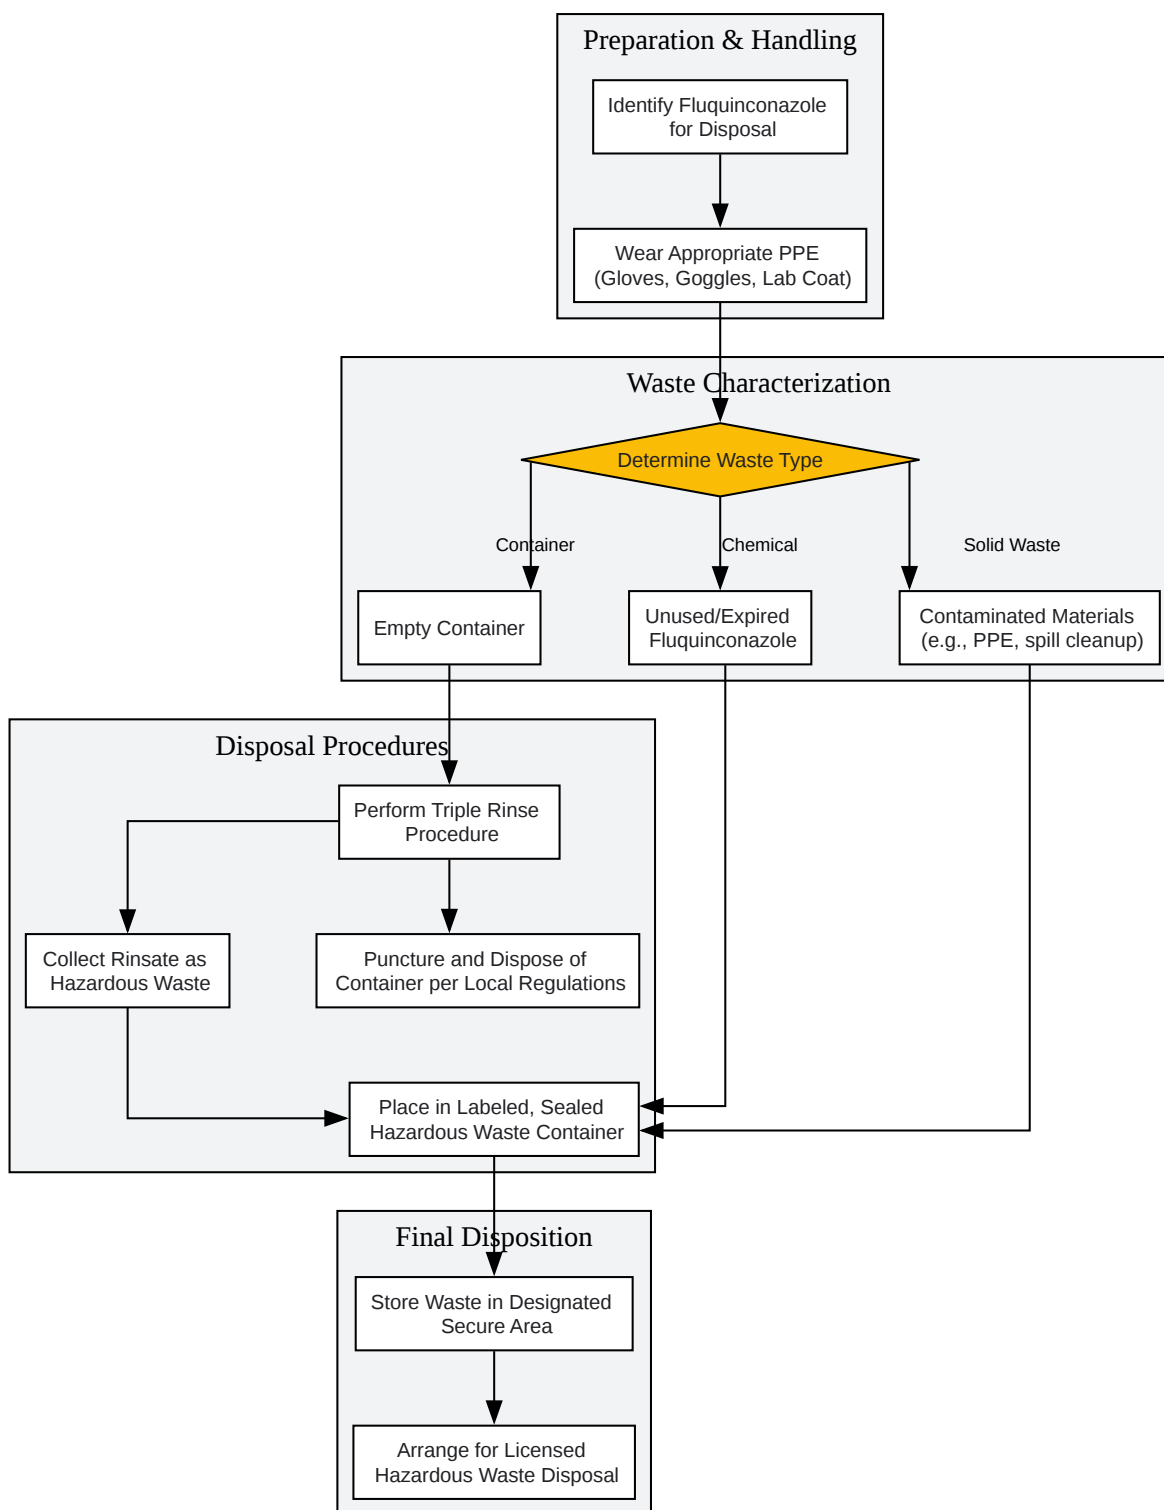 Preparation & Handling
Identify Fluquinconazole
for Disposal
Wear Appropriate PPE
(Gloves, Goggles, Lab Coat)
Waste Characterization
Determine Waste Type
Container
Chemical
Solid Waste
Empty Container
Unused/Expired
Fluquinconazole
Contaminated Materials
(e.g., PPE, spill cleanup)
Disposal Procedures
Perform Triple Rinse
Procedure
Collect Rinsate as
Hazardous Waste
Puncture and Dispose of
Container per Local Regulations
Place in Labeled, Sealed
Hazardous Waste Container
Final Disposition
Store Waste in Designated
Secure Area
Arrange for Licensed
Hazardous Waste Disposal